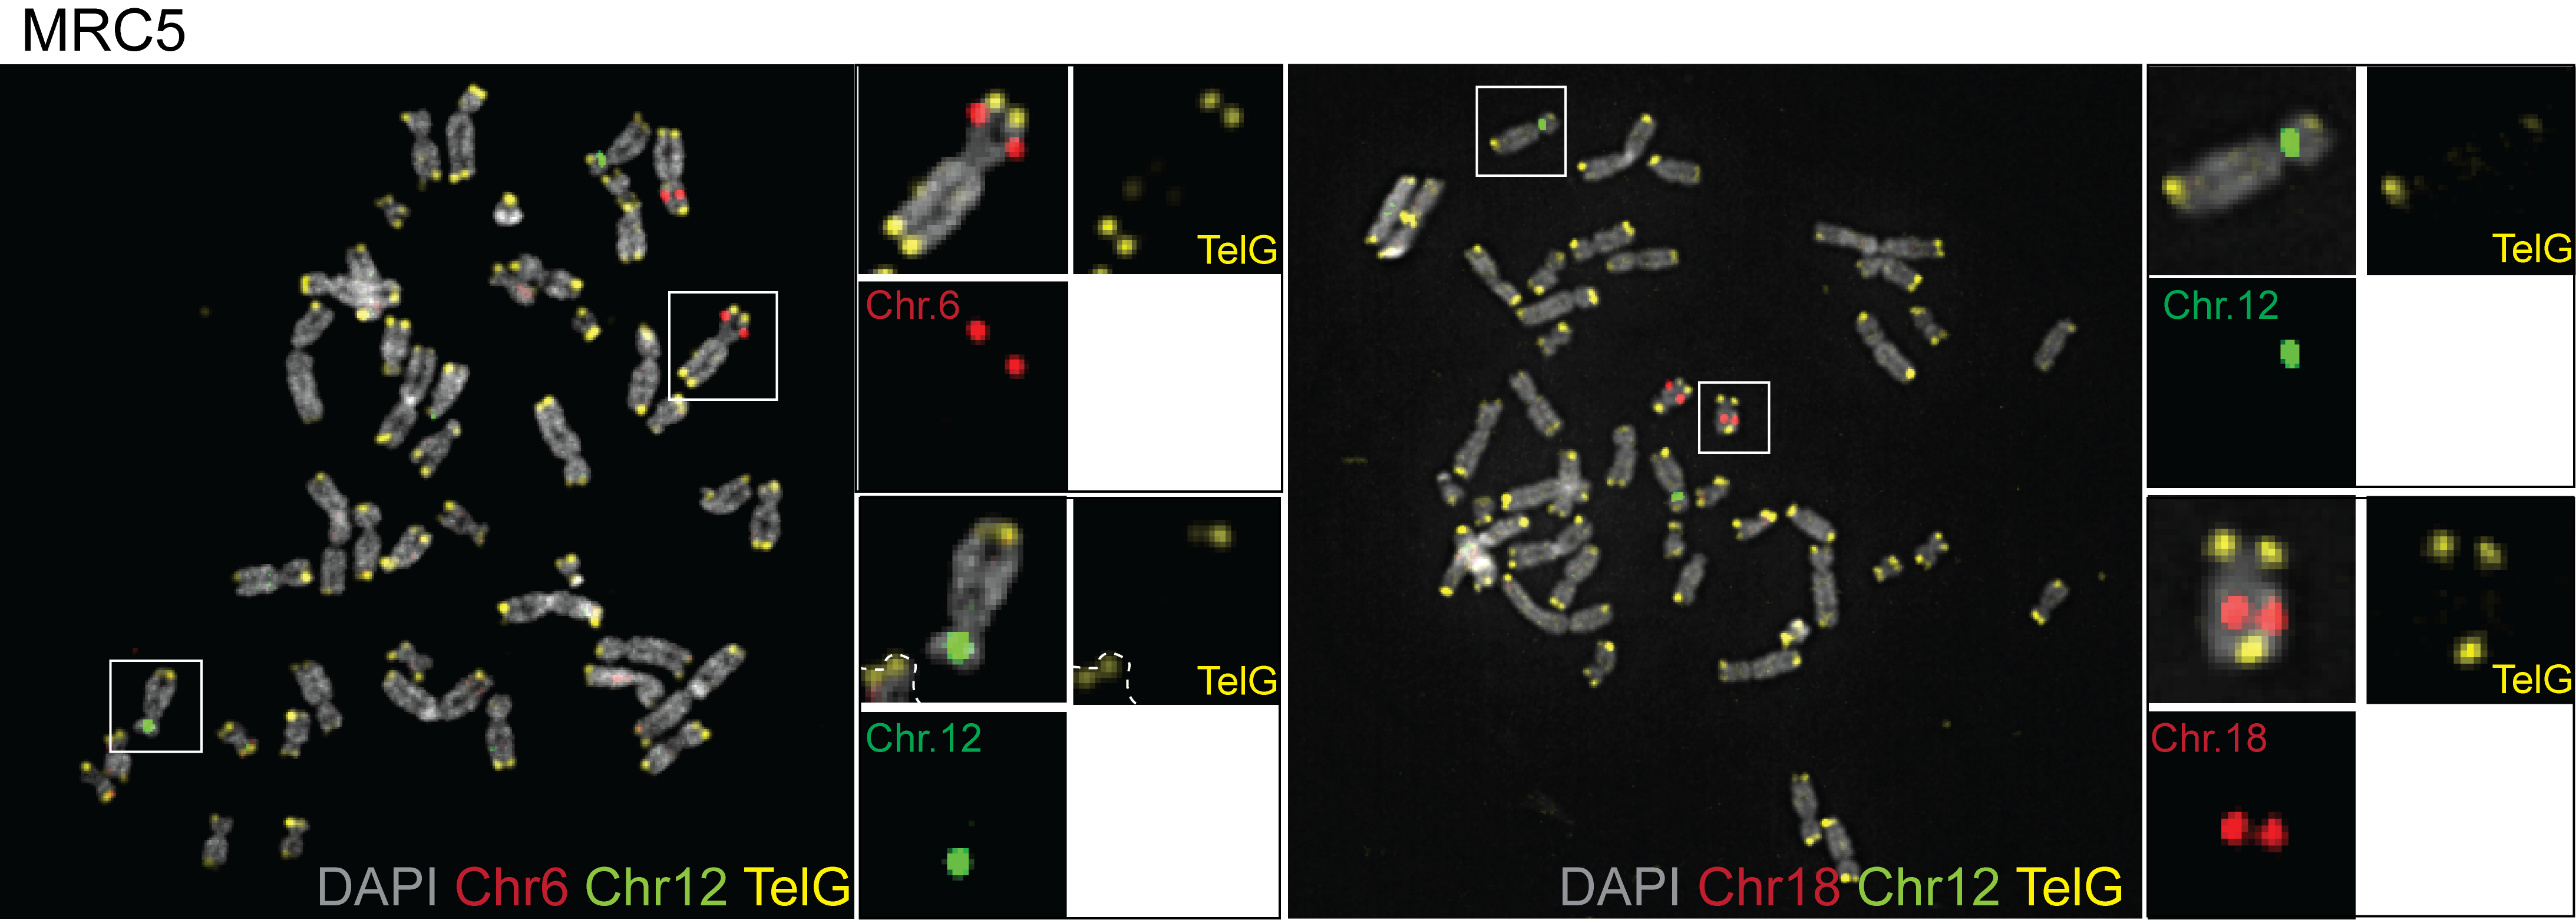 MRC5
TelG
Chr.6
TelG
Chr.12
DAPI Chr6 Chr12 TelG
TelG
Chr.12
TelG
Chr.18
DAPI Chr18 Chr12 TelG